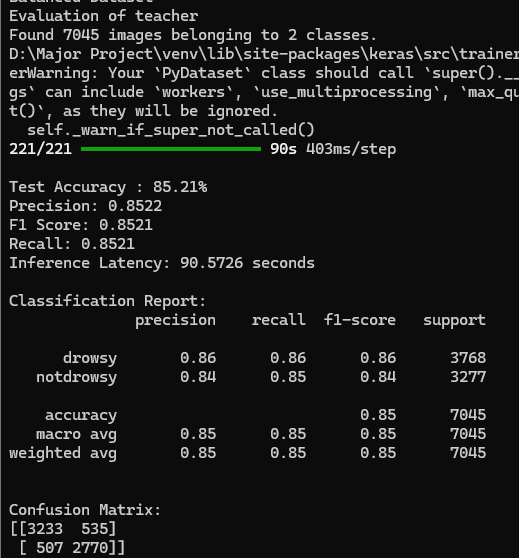 Balanced Dataset
Evaluation of teacher
Found 7045 images belonging to 2 classes.
D:\Major Project\venv\lib\site-packages\keras\src\trainer
erWarning: Your `PyDataset` class should call `super().__
gs` can include `workers`, `use_multiprocessing`, `max_qu
t()`, as they will be ignored.
  self._warn_if_super_not_called()
221/221 90s 403ms/step
Test Accuracy : 85.21%
Precision: 0.8522
F1 Score: 0.8521
Recall: 0.8521
Inference Latency: 90.5726 seconds
Classification Report:
precision recall f1-score support
drowsy 0.86 0.86 0.86 3768
notdrowsy 0.84 0.85 0.84 3277
accuracy 0.85 7045
macro avg 0.85 0.85 0.85 7045
weighted avg 0.85 0.85 0.85 7045
Confusion Matrix:
[[3233  535]
 [ 507 2770]]